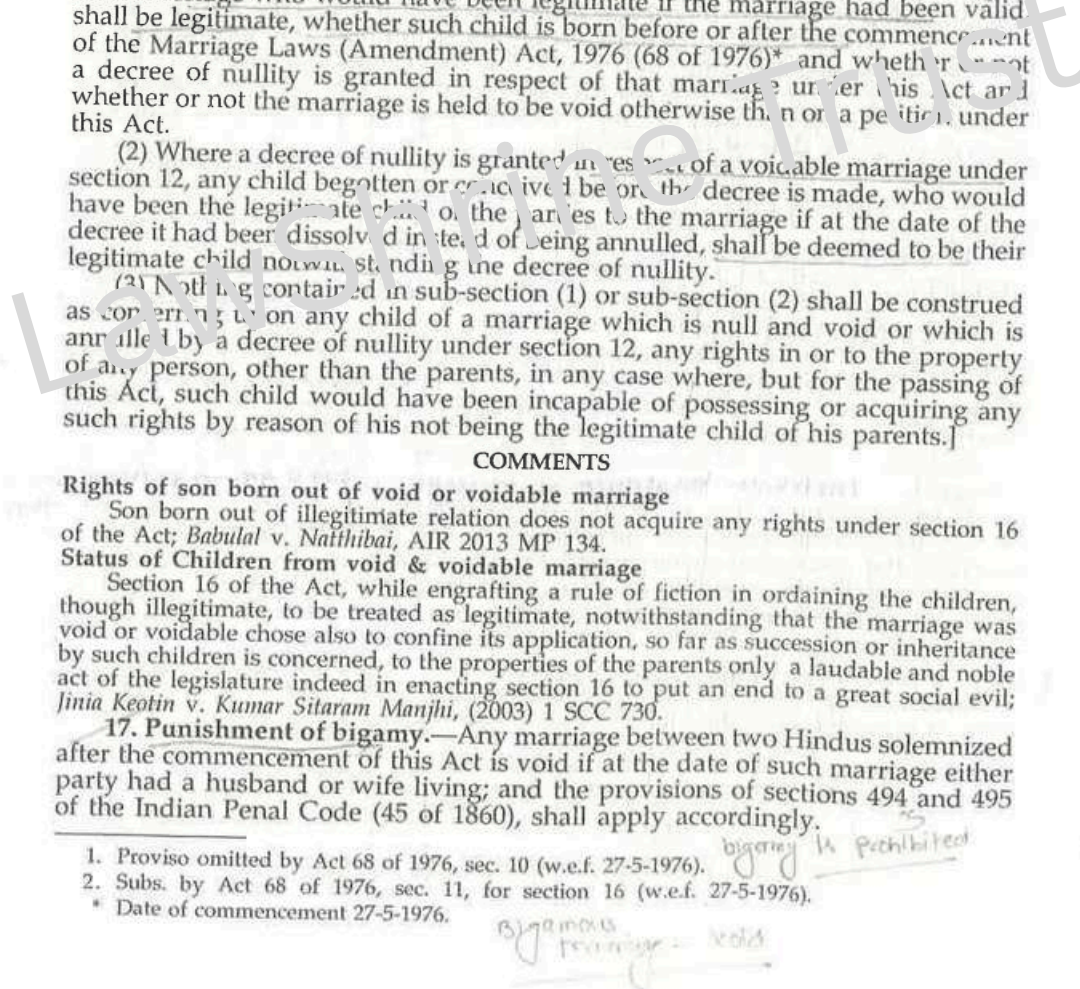 would have been legitimate if the marriage had been valid,
shall be legitimate, whether such child is born before or after the commencement
of the Marriage Laws (Amendment) Act, 1976 (68 of 1976)* and whether or not
a decree of nullity is granted in respect of that marriage under this Act and
whether or not the marriage is held to be void otherwise than on a petition under
this Act.
(2) Where a decree of nullity is granted in respect of a voidable marriage under
section 12, any child begotten or conceived before the decree is made, who would
have been the legitimate child of the parties to the marriage if at the date of the
decree it had been dissolved instead of being annulled, shall be deemed to be their
legitimate child notwithstanding the decree of nullity.
(3) Nothing contained in sub-section (1) or sub-section (2) shall be construed
as conferring upon any child of a marriage which is null and void or which is
annulled by a decree of nullity under section 12, any rights in or to the property
of any person, other than the parents, in any case where, but for the passing of
this Act, such child would have been incapable of possessing or acquiring any
such rights by reason of his not being the legitimate child of his parents.]
COMMENTS
Rights of son born out of void or voidable marriage
Son born out of illegitimate relation does not acquire any rights under section 16
of the Act; Babulal v. Natthibai, AIR 2013 MP 134.
Status of Children from void & voidable marriage
Section 16 of the Act, while engrafting a rule of fiction in ordaining the children,
though illegitimate, to be treated as legitimate, notwithstanding that the marriage was
void or voidable chose also to confine its application, so far as succession or inheritance
by such children is concerned, to the properties of the parents only a laudable and noble
act of the legislature indeed in enacting section 16 to put an end to a great social evil;
Jinia Keotin v. Kumar Sitaram Manjhi, (2003) 1 SCC 730.
17. Punishment of bigamy.—Any marriage between two Hindus solemnized
after the commencement of this Act is void if at the date of such marriage either
party had a husband or wife living; and the provisions of sections 494 and 495
of the Indian Penal Code (45 of 1860), shall apply accordingly.
bigamy is prohibited
1. Proviso omitted by Act 68 of 1976, sec. 10 (w.e.f. 27-5-1976).
2. Subs. by Act 68 of 1976, sec. 11, for section 16 (w.e.f. 27-5-1976).
* Date of commencement 27-5-1976.
Bigamous
marriage - void
Lawshrine Trust